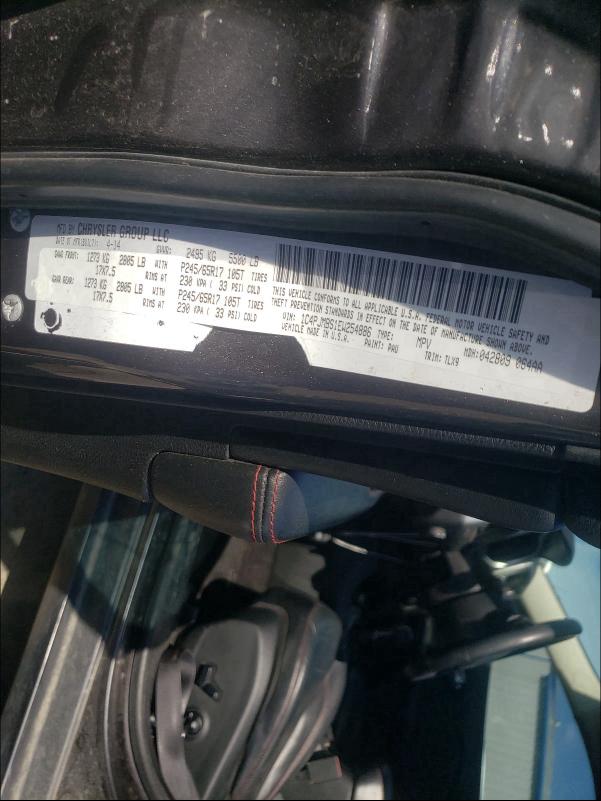 MFD BY CHRYSLER GROUP LLC
DATE OF MFR 4-14 GVWR: 2495 KG 5500 LB
GAWR FRONT: 1273 KG 2805 LB WITH P245/65R17 105T TIRES
17X7.5 RIMS AT 230 KPA ( 33 PSI) COLD
GAWR REAR: 1273 KG 2805 LB WITH P245/65R17 105T TIRES
17X7.5 RIMS AT 230 KPA ( 33 PSI) COLD
THIS VEHICLE CONFORMS TO ALL APPLICABLE U.S.A. FEDERAL MOTOR VEHICLE SAFETY AND
THEFT PREVENTION STANDARDS IN EFFECT ON THE DATE OF MANUFACTURE SHOWN ABOVE.
VIN: 1C4PJMBS1EW254886 TYPE: MPV MDH: 042809 064AA
VEHICLE MADE IN U.S.A. PAINT: PAU TRIM: TLX9